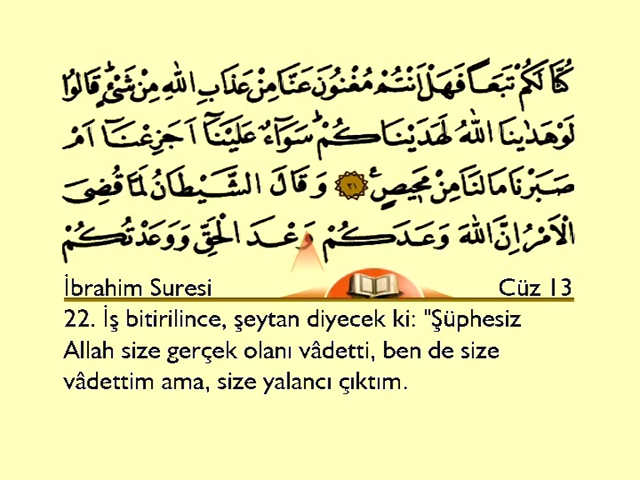 كُنَّا لَكُمْ تَبَعًا فَهَلْ اَنْتُمْ مُغْنُونَ عَنَّا مِنْ عَذَابِ اللّٰهِ مِنْ شَىْءٍۜ قَالُوا
لَوْ هَدٰينَا اللّٰهُ لَهَدَيْنَاكُمْۜ سَوَٓاءٌ عَلَيْنَٓا اَجَزِعْنَٓا اَمْ
صَبَرْنَا مَا لَنَا مِنْ مَح۪يصٍ۟ ﴿٢١﴾ وَقَالَ الشَّيْطَانُ لَمَّا قُضِىَ
الْاَمْرُ اِنَّ اللّٰهَ وَعَدَكُمْ وَعْدَ الْحَقِّ وَوَعَدْتُكُمْ
İbrahim Suresi Cüz 13
22. İş bitirilince, şeytan diyecek ki: "Şüphesiz
Allah size gerçek olanı vâdetti, ben de size
vâdettim ama, size yalancı çıktım.